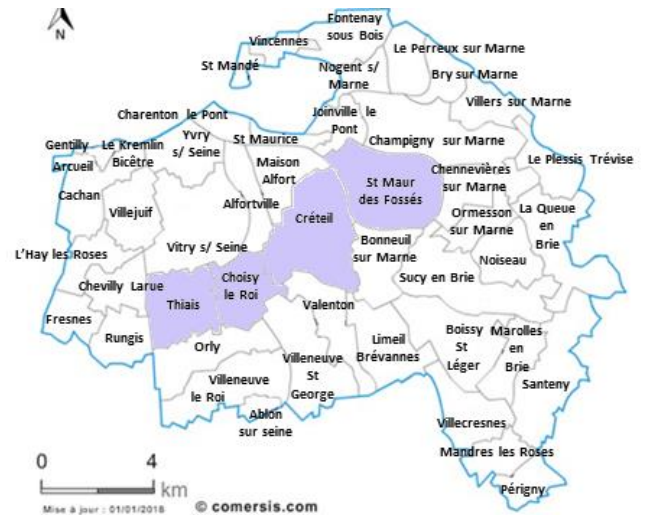 N
Fontenay
sous Bois
Vincennes
St Mandé
Le Perreux sur Marne
Nogent s/
Marne
Bry sur Marne
Villers sur Marne
Charenton le Pont
Joinville le
Pont
Yvry
s/ Seine
St Maurice
Champigny sur Marne
Gentilly
Le Kremlin
Bicêtre
Arcueil
Maison
Alfort
Le Plessis Trévise
Chennevières
sur Marne
Cachan
St Maur
des Fossés
Villejuif
Alfortville
Créteil
Ormesson
sur Marne
La Queue
en
Brie
Vitry s/ Seine
Bonneuil
sur Marne
L'Hay les Roses
Noiseau
Sucy en Brie
Chevilly Larue
Choisy
le Roi
Thiais
Valenton
Fresnes
Rungis
Orly
Limeil
Brévannes
Boissy
St
Léger
Marolles
en
Brie
Villeneuve
St
George
Villeneuve
le Roi
Santeny
Ablon
sur seine
Villecresnes
Mandres les Roses
Périgny
0 4
km
Mise à jour : 01/01/2018
© comersis.com